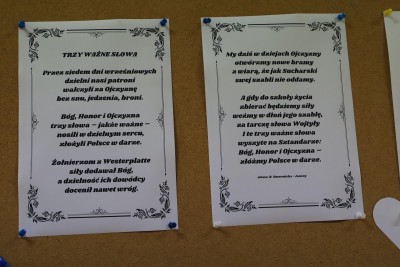 TRZY WAŻNE SŁOWA
Przez siedem dni wrześniowych
dzielni nasi patroni
walczyli za Ojczyznę
bez snu, jedzenia, broni.
Bóg, Honor i Ojczyzna
trzy słowa – jakże ważne –
nosili w dzielnym sercu,
złożyli Polsce w darze.
Żołnierzom z Westerplatte
siły dodawał Bóg,
a dzielność ich dowódcy
docenił nawet wróg.
My dziś w dziejach Ojczyzny
otwieramy nowe bramy
z wiarą, że jak Sucharski
swej szabli nie oddamy.
A gdy do szkoły życia
zbierać będziemy siły
weźmy w dłoń jego szablę,
za tarczę słowa Wojtyły
I te trzy ważne słowa
wyszyte na Sztandarze:
Bóg, Honor i Ojczyzna –
złóżmy Polsce w darze.